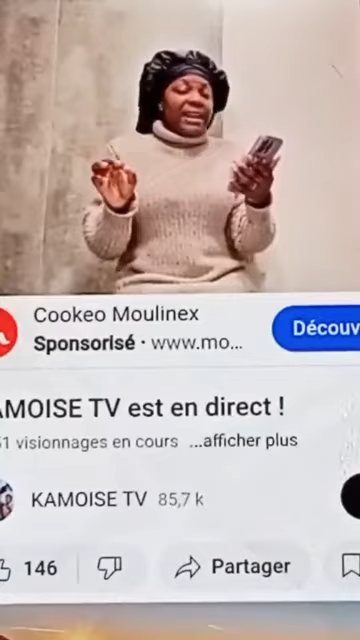 Cookeo Moulinex
Sponsorisé · www.mo...
Découv
AMOISE TV est en direct !
51 visionnages en cours ...afficher plus
KAMOISE TV 85,7 k
146
Partager